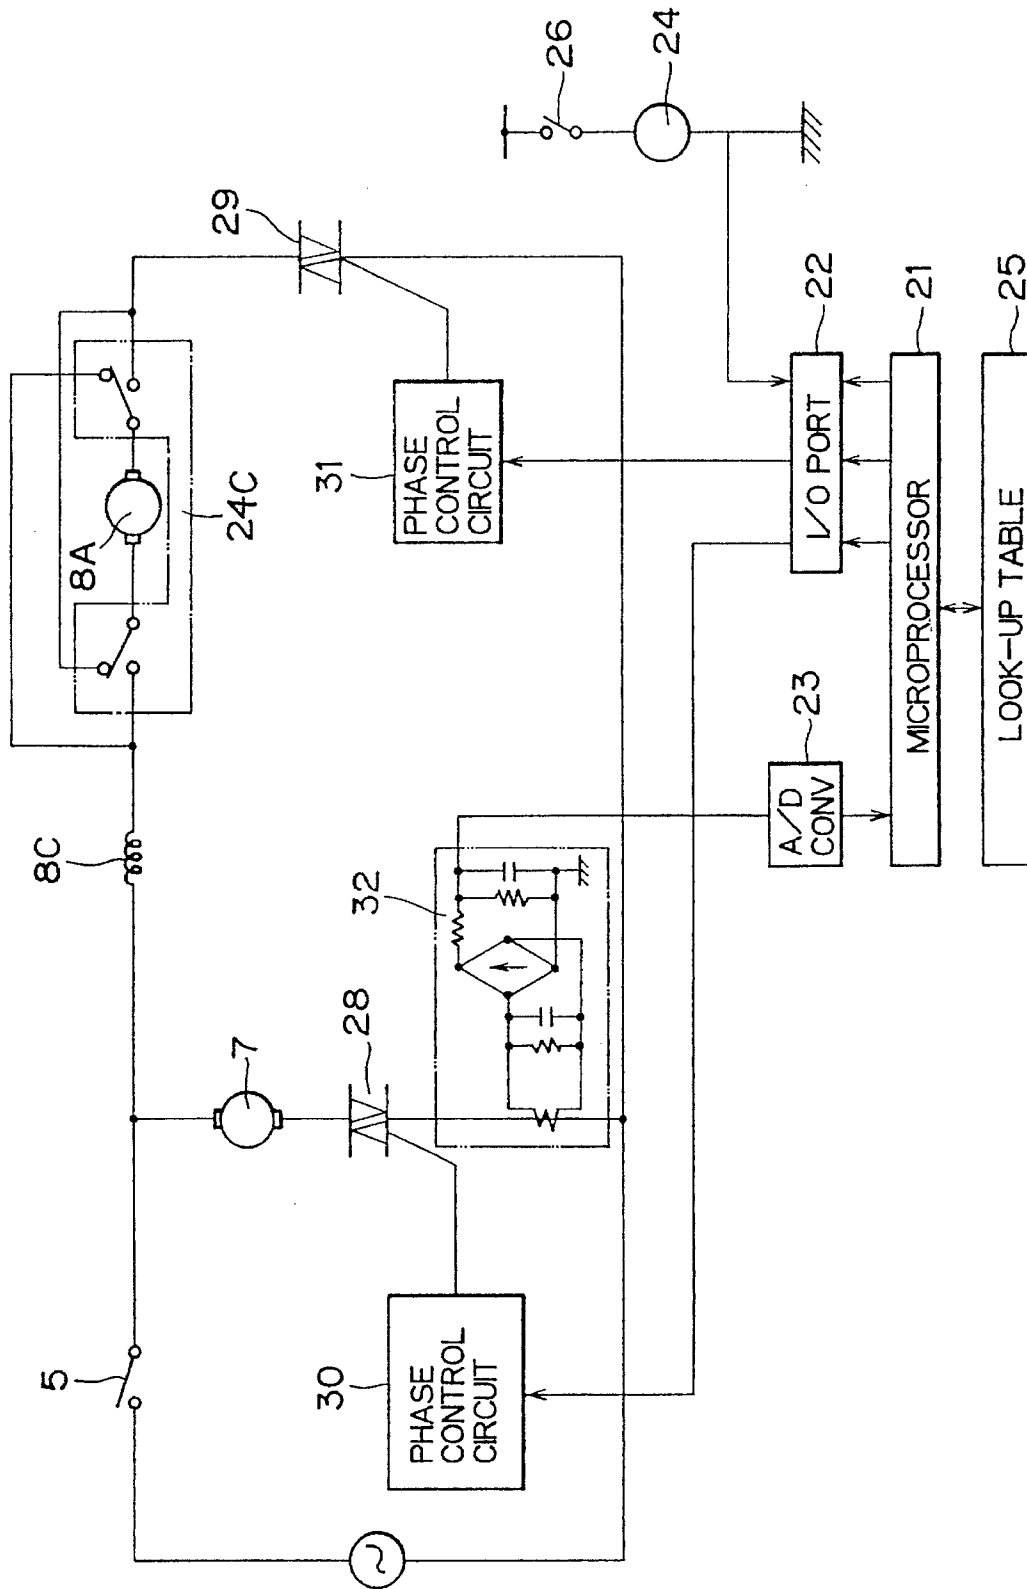 5
7
8C
8A
24C
29
26
24
28
32
30
PHASE
CONTROL
CIRCUIT
31
PHASE
CONTROL
CIRCUIT
22
I/O PORT
23
A/D
CONV
21
MICROPROCESSOR
25
LOOK-UP TABLE